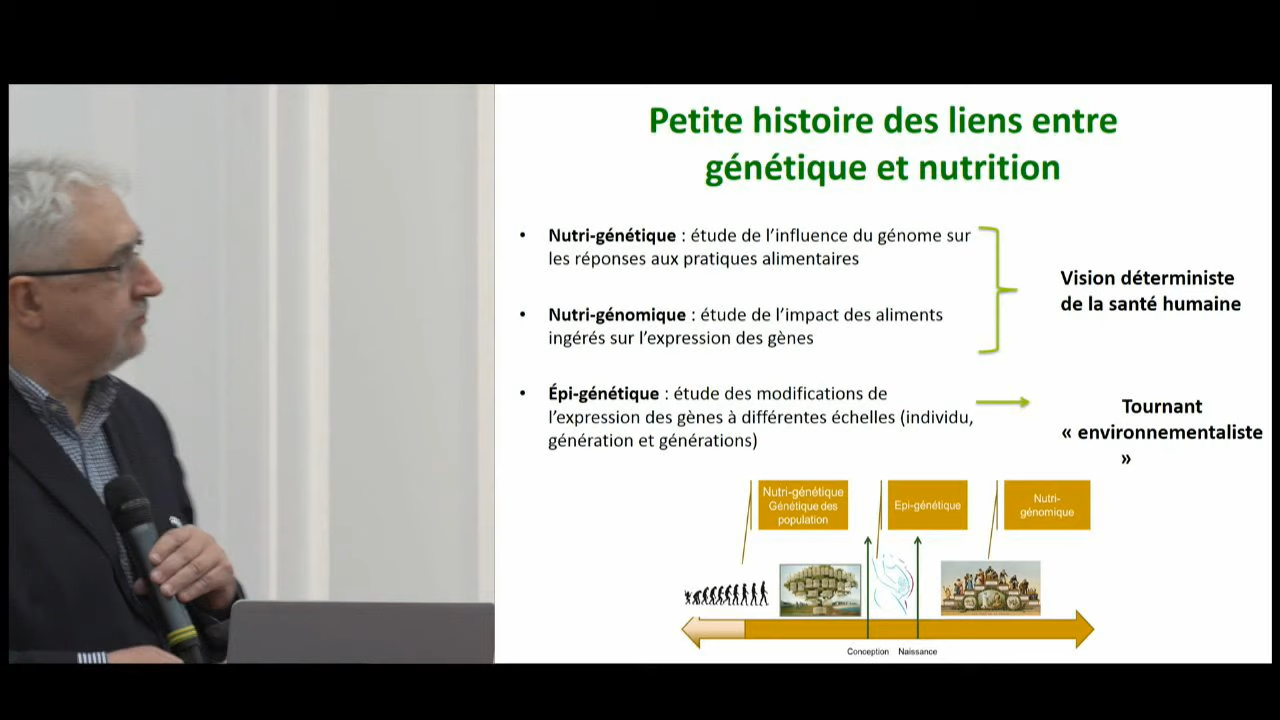 Petite histoire des liens entre
génétique et nutrition
• Nutri-génétique : étude de l’influence du génome sur
les réponses aux pratiques alimentaires
• Nutri-génomique : étude de l’impact des aliments
ingérés sur l’expression des gènes
Vision déterministe
de la santé humaine
• Épi-génétique : étude des modifications de
l’expression des gènes à différentes échelles (individu,
génération et générations)
Tournant
« environnementaliste
»
Nutri-génétique
Génétique des
population
Epi-génétique
Nutri-
génomique
Conception
Naissance